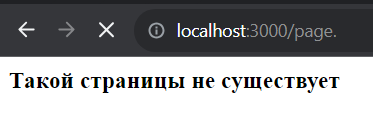 localhost:3000/page.
Такой страницы не существует